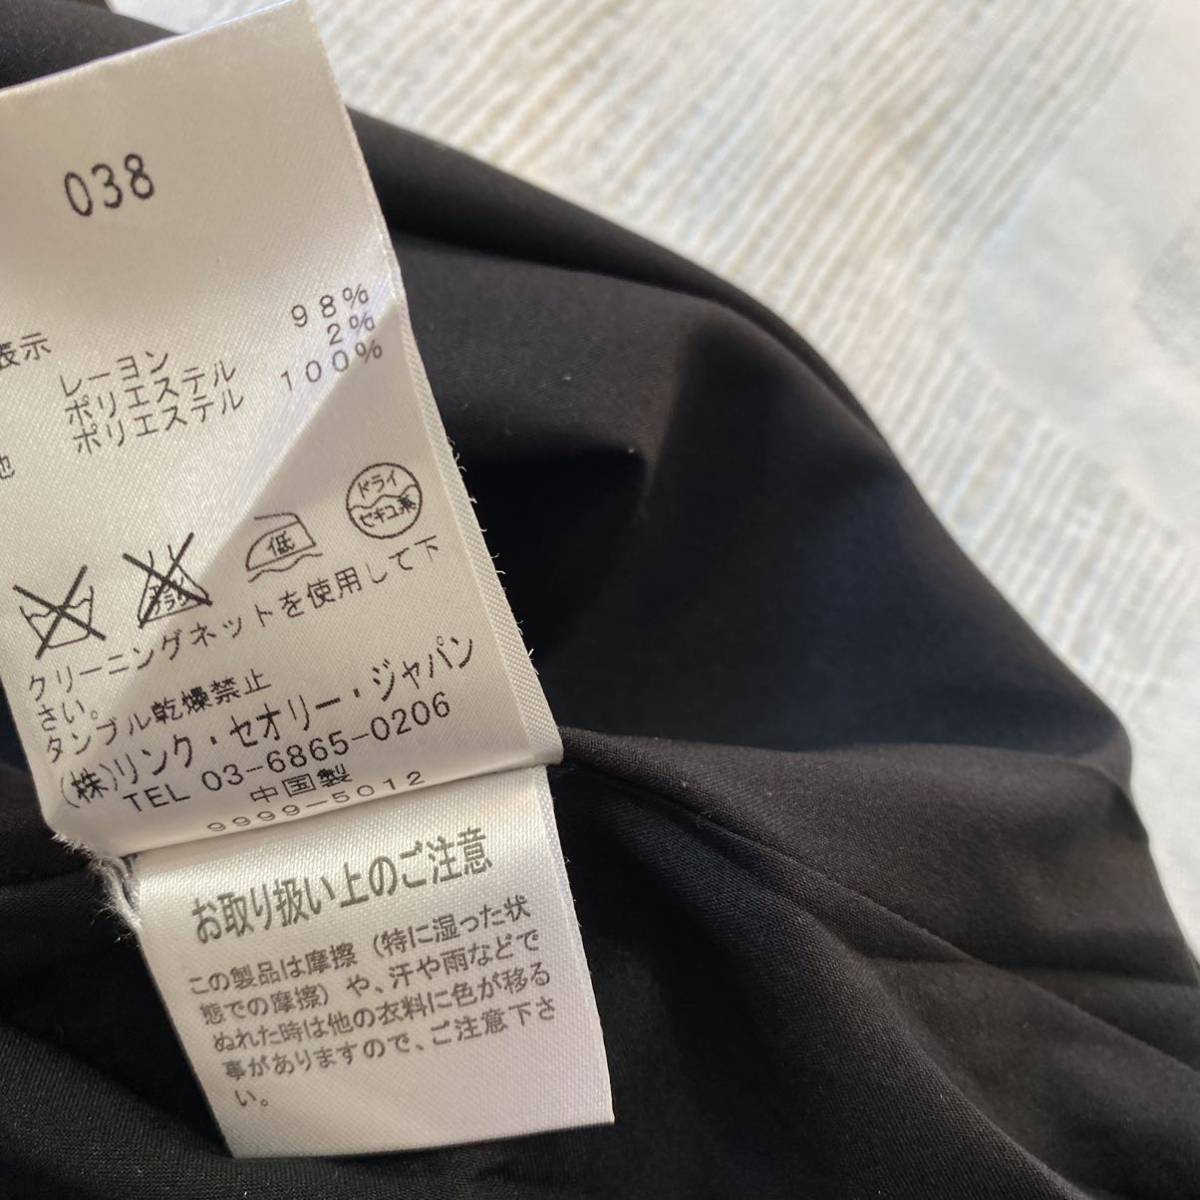 038
表示
98%
レーヨン 2%
ポリエステル 100%
ポリエステル
地
ドライ
セキユ系
低
クリーニングネットを使用して下
さい。
タンブル乾燥禁止
(株)リンク・セオリー・ジャパン
TEL 03-6865-0206
中国製
9999-5012
お取り扱い上のご注意
この製品は摩擦(特に湿った状
態での摩擦)や、汗や雨などで
ぬれた時は他の衣料に色が移る
事がありますので、ご注意下さ
い。